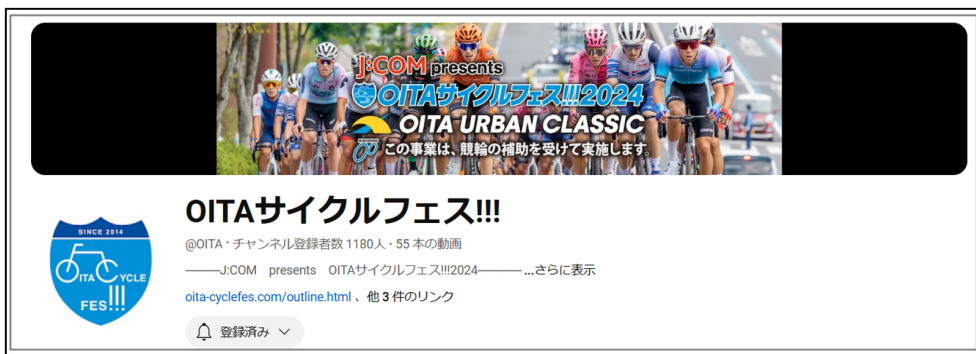 J:COM presents
OITAサイクルフェス!!!2024
OITA URBAN CLASSIC
この事業は、競輪の補助を受けて実施します。
OITAサイクルフェス!!!
@OITA・チャンネル登録者数 1180人・55 本の動画
———J:COM presents OITAサイクルフェス!!!2024——— ...さらに表示
oita-cyclefes.com/outline.html 、他 3 件のリンク
登録済み
SINCE 2014
OITA CYCLE
FES!!!